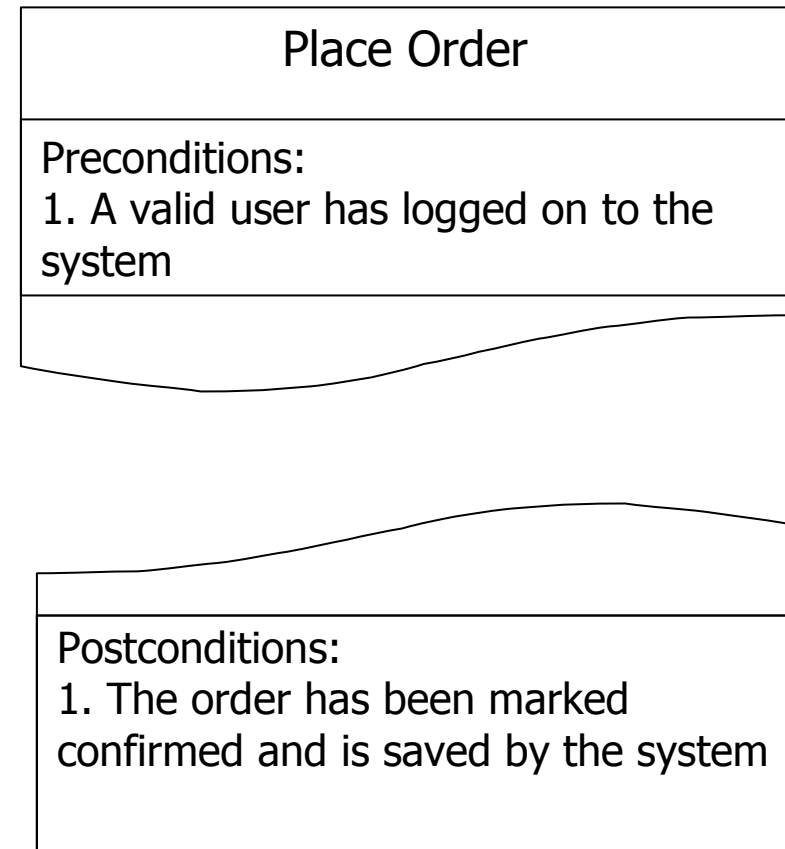 Place Order
Preconditions:
1. A valid user has logged on to the
system
Postconditions:
1. The order has been marked
confirmed and is saved by the system